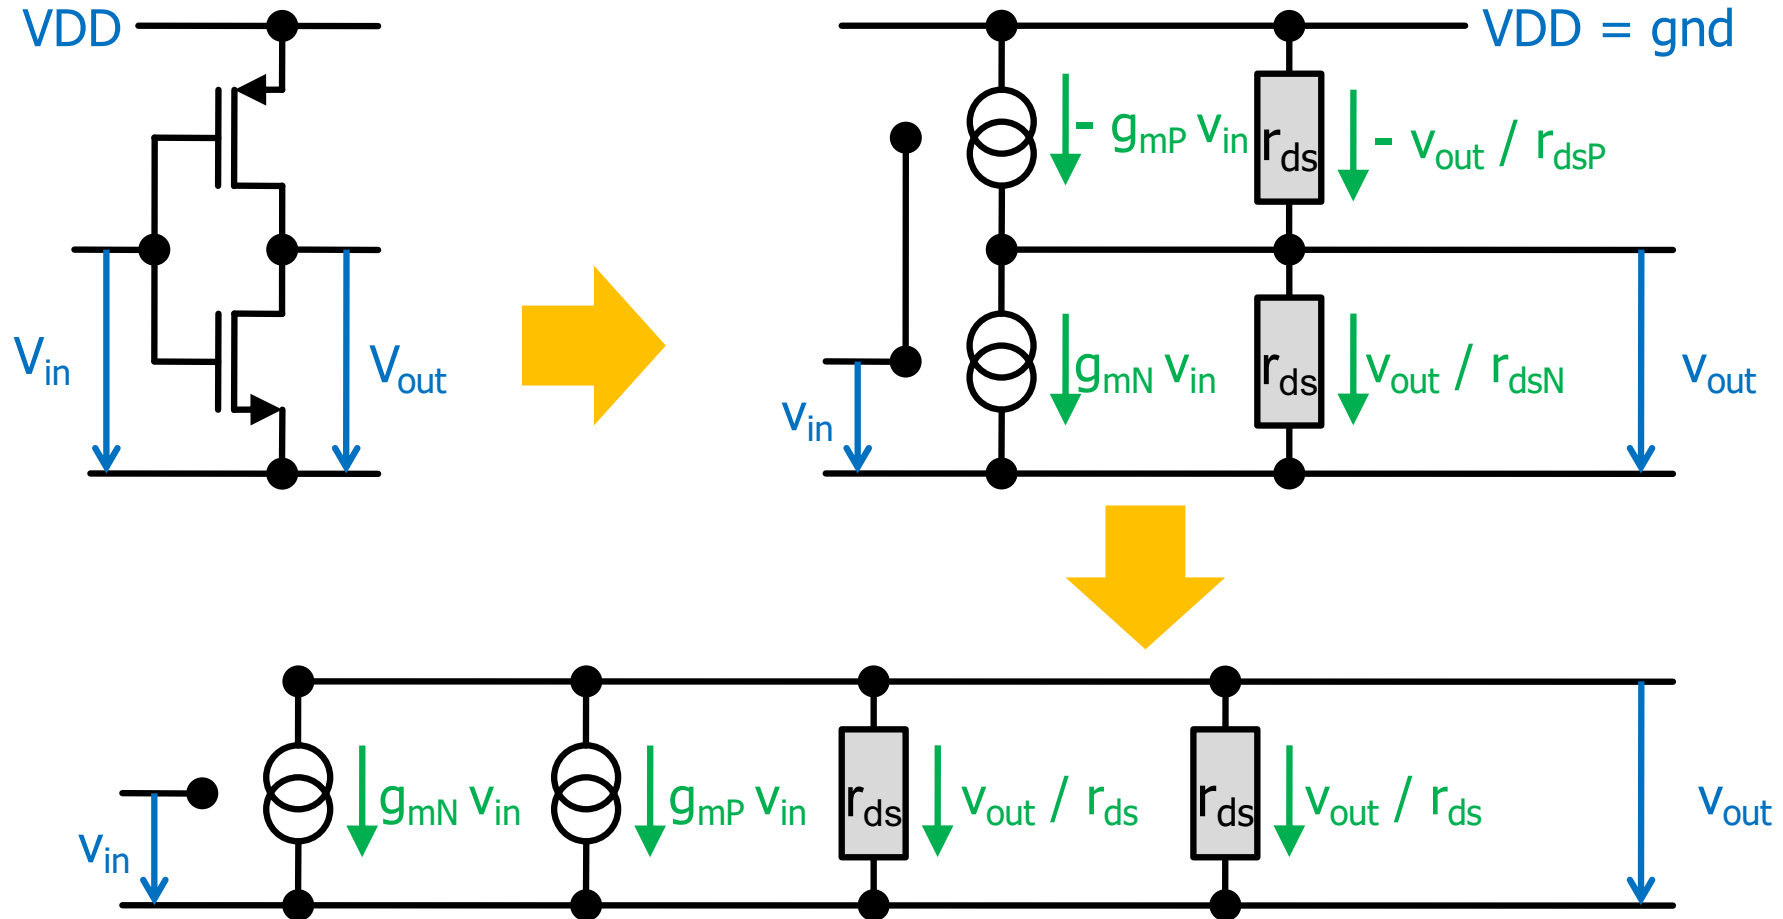 VDD
VDD = gnd
- gmP vin
rds
- vout / rdsP
Vin
Vout
gmN vin
rds
vout / rdsN
vout
vin
gmN vin
gmP vin
rds
vout / rds
rds
vout / rds
vout
vin